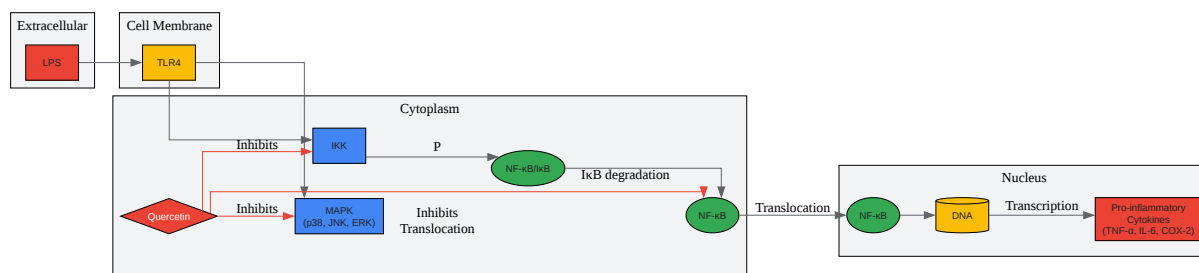 Extracellular
LPS
Cell Membrane
TLR4
Cytoplasm
Inhibits
IKK
P
NF-κB/IκB
IκB degradation
Quercetin
Inhibits
MAPK
(p38, JNK, ERK)
Inhibits
Translocation
NF-κB
Translocation
Nucleus
NF-κB
DNA
Transcription
Pro-inflammatory
Cytokines
(TNF-α, IL-6, COX-2)